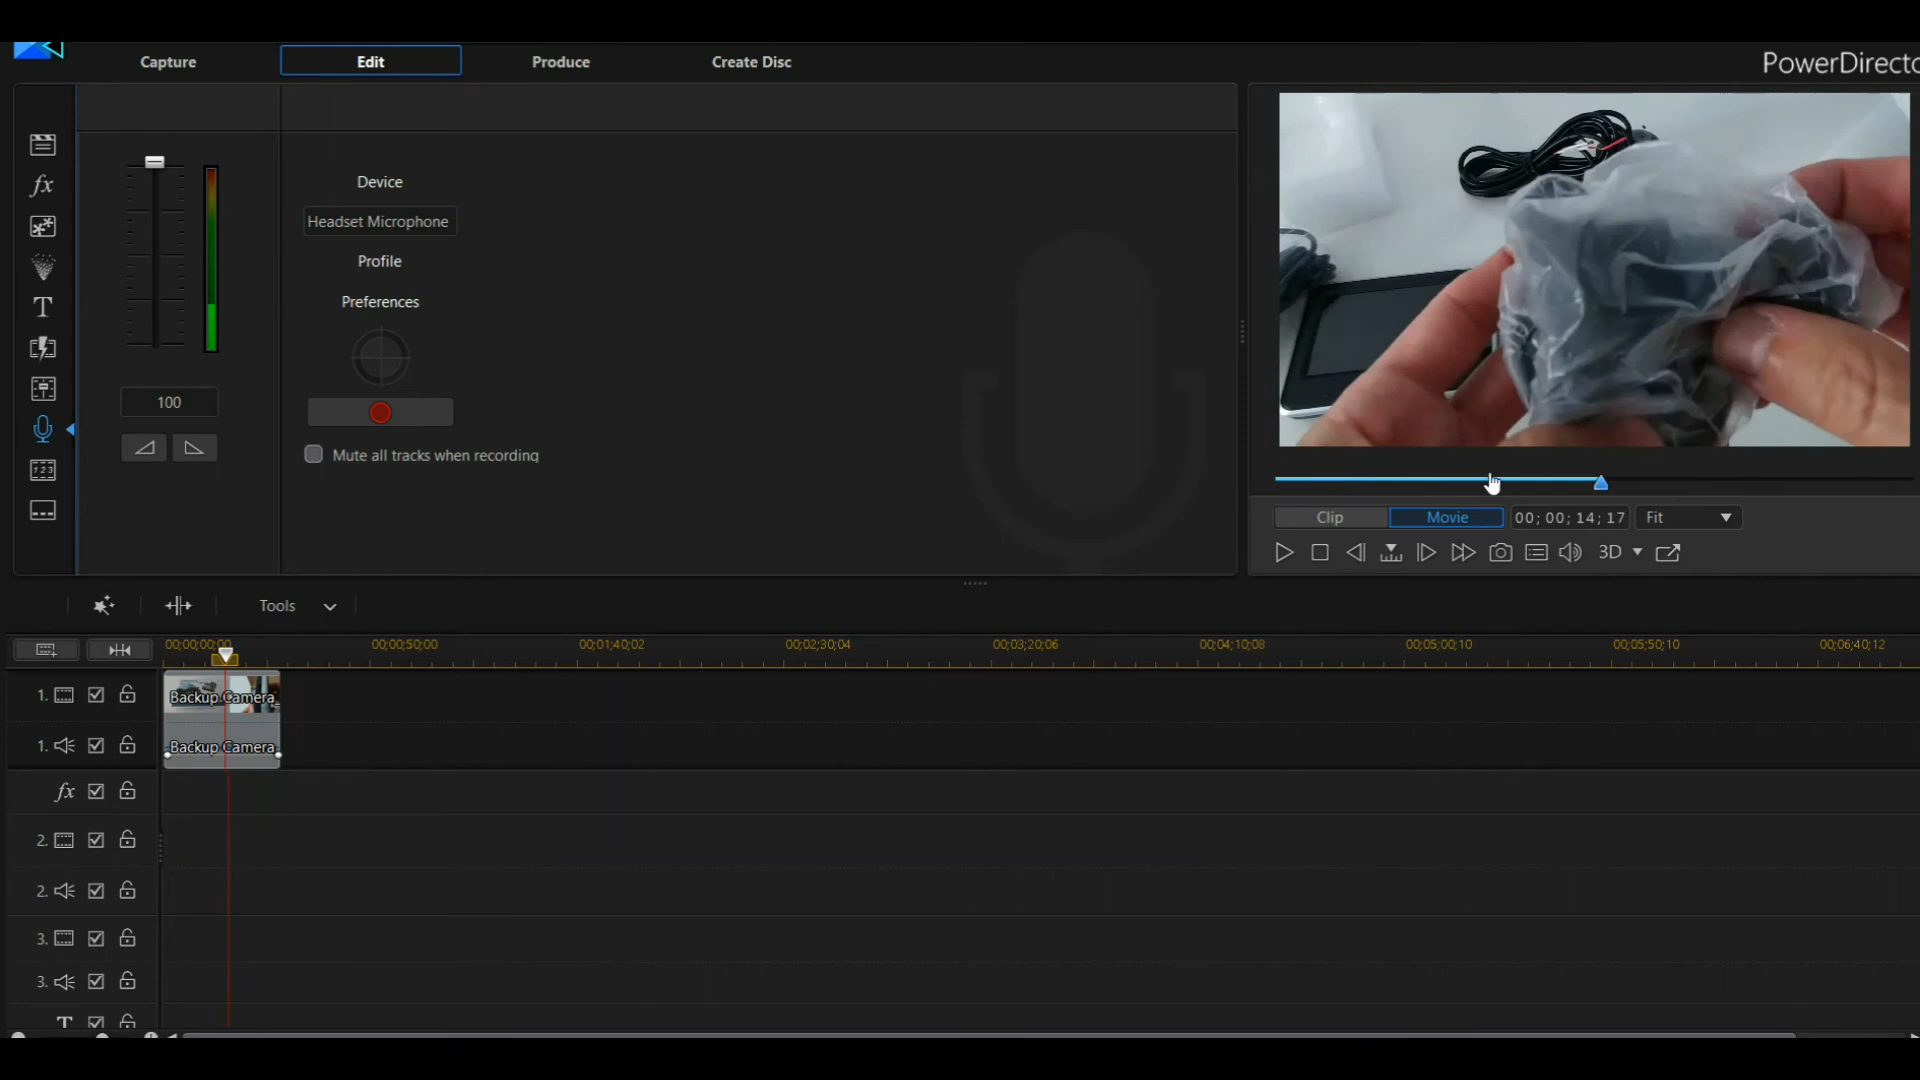 Capture Edit Produce Create Disc
PowerDirecto
Device
Headset Microphone
Profile
Preferences
100
Mute all tracks when recording
Clip Movie 00; 00; 14; 17 Fit
3D
Tools
00;00;00;00 00;00;50;00 00;01;40;02 00;02;30;04 00;03;20;06 00;04;10;08 00;05;00;10 00;05;50;10 00;06;40;12
1. Backup Camera
1. Backup Camera
fx
2.
2.
3.
3.
T